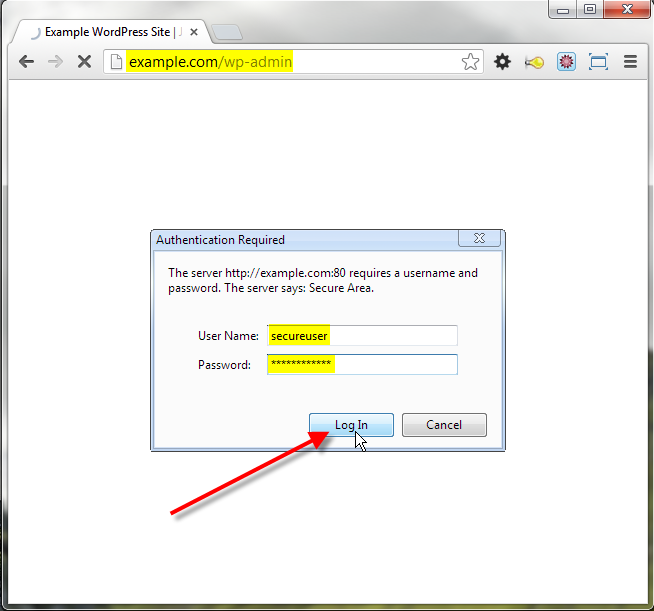 Example WordPress Site |
example.com/wp-admin
Authentication Required
The server http://example.com:80 requires a username and
password. The server says: Secure Area.
User Name: secureuser
Password: ************
Log In Cancel